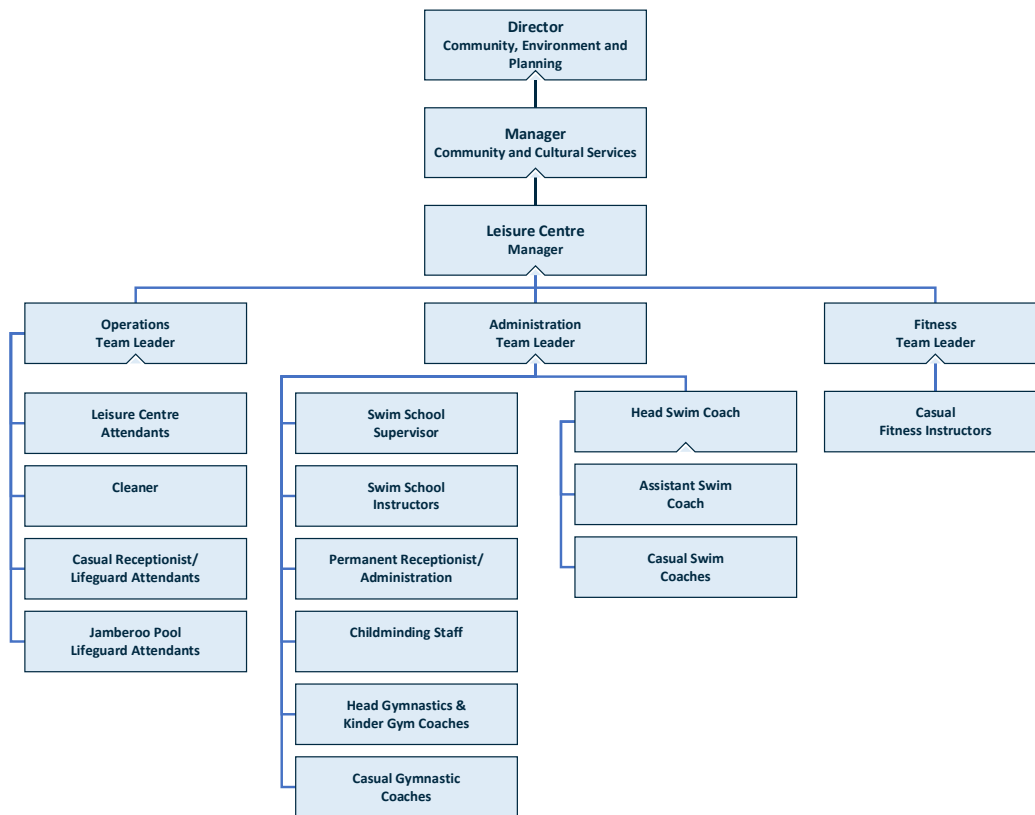 Director
Community, Environment and
Planning
Manager
Community and Cultural Services
Leisure Centre
Manager
Operations
Team Leader
Administration
Team Leader
Fitness
Team Leader
Leisure Centre
Attendants
Cleaner
Casual Receptionist/
Lifeguard Attendants
Jamberoo Pool
Lifeguard Attendants
Swim School
Supervisor
Swim School
Instructors
Permanent Receptionist/
Administration
Childminding Staff
Head Gymnastics &
Kinder Gym Coaches
Casual Gymnastic
Coaches
Head Swim Coach
Assistant Swim
Coach
Casual Swim
Coaches
Casual
Fitness Instructors